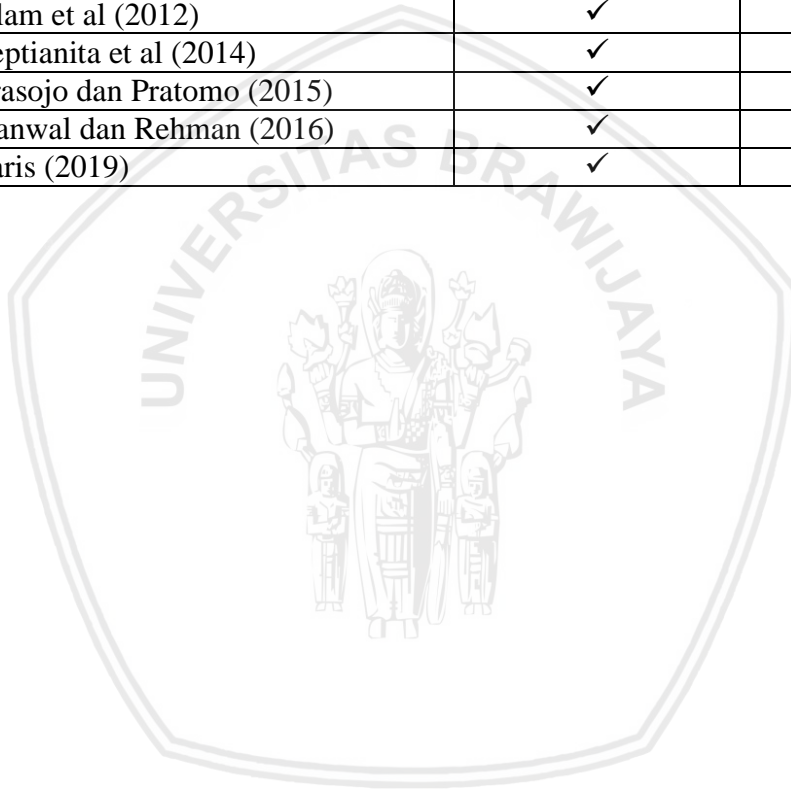 lam et al (2012) ✓
eptianita et al (2014) ✓
rasojo dan Pratomo (2015) ✓
anwal dan Rehman (2016) ✓
aris (2019) ✓
UNIVERSITAS BRAWIJAYA